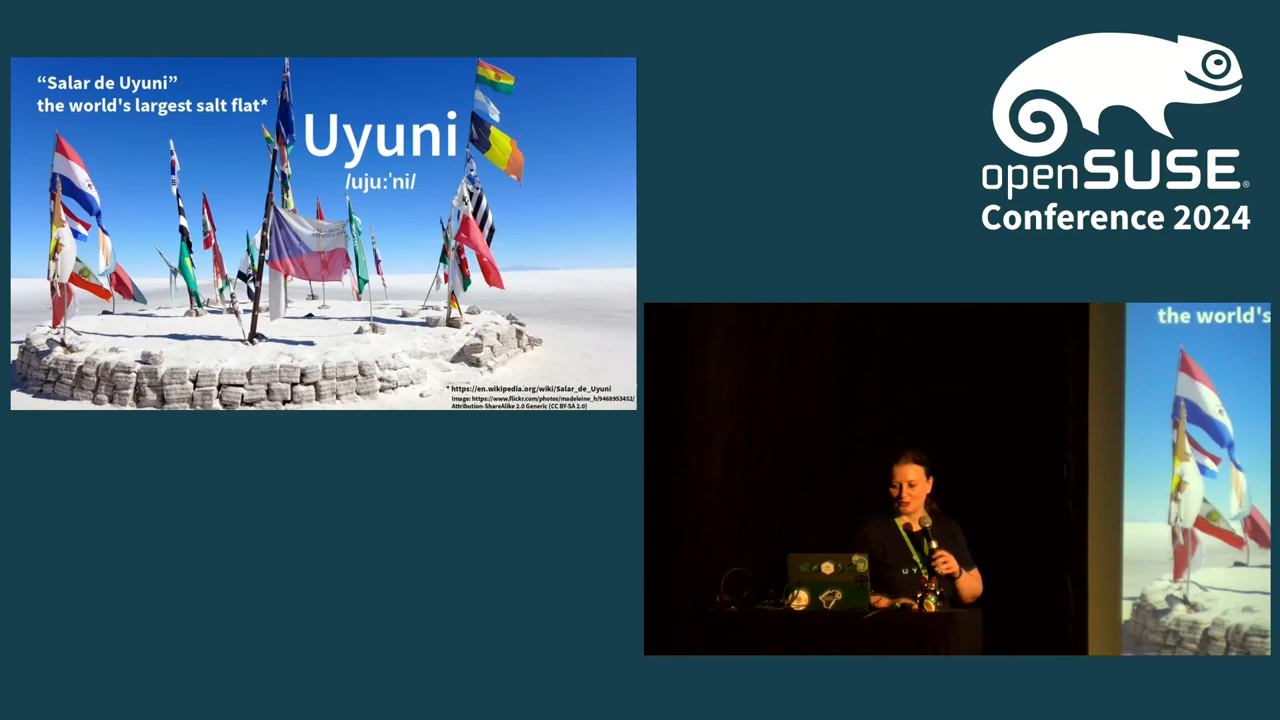 “Salar de Uyuni”
the world's largest salt flat*
Uyuni
/uju:ˈni/
* https://en.wikipedia.org/wiki/Salar_de_Uyuni
Image: https://www.flickr.com/photos/madeleine_h/9468953452/
Attribution-ShareAlike 2.0 Generic (CC BY-SA 2.0)
openSUSE®
Conference 2024
the world's
U Y